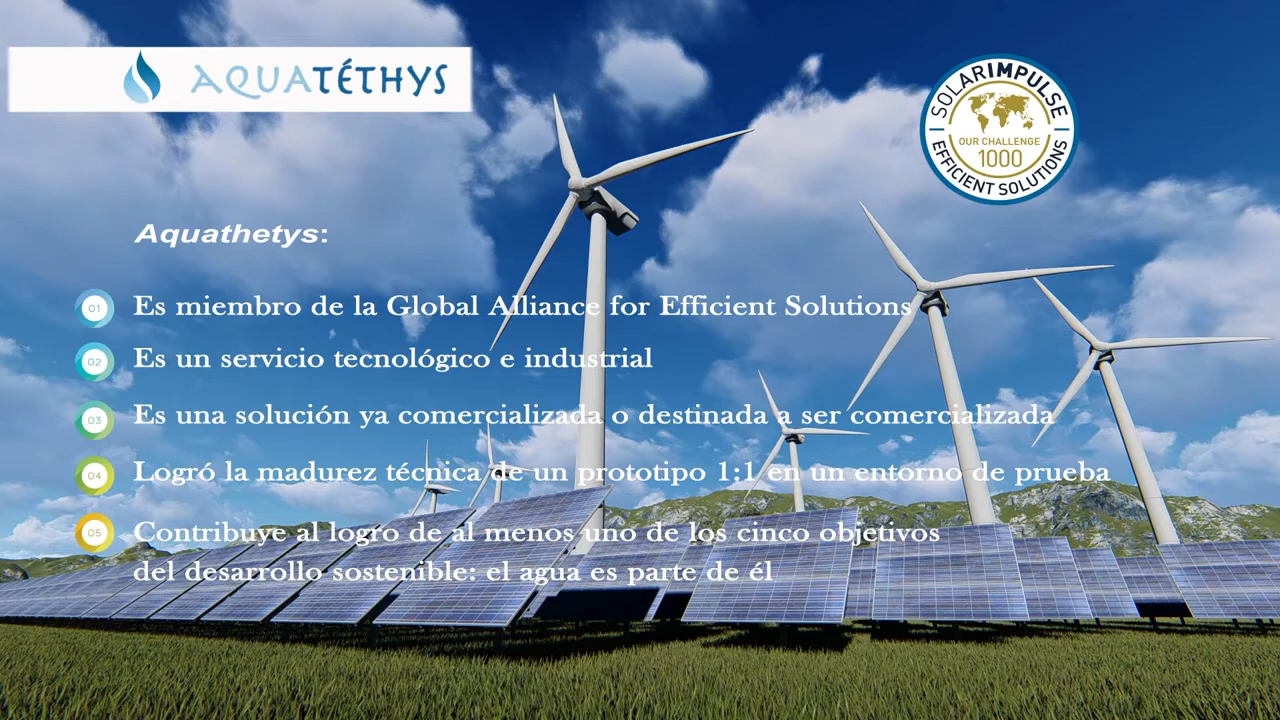 AQUATÉTHYS
SOLARIMPULSE
OUR CHALLENGE
1000
EFFICIENT SOLUTIONS
Aquathetys:
01 Es miembro de la Global Alliance for Efficient Solutions
02 Es un servicio tecnológico e industrial
03 Es una solución ya comercializada o destinada a ser comercializada
04 Logró la madurez técnica de un prototipo 1:1 en un entorno de prueba
05 Contribuye al logro de al menos uno de los cinco objetivos
del desarrollo sostenible: el agua es parte de él